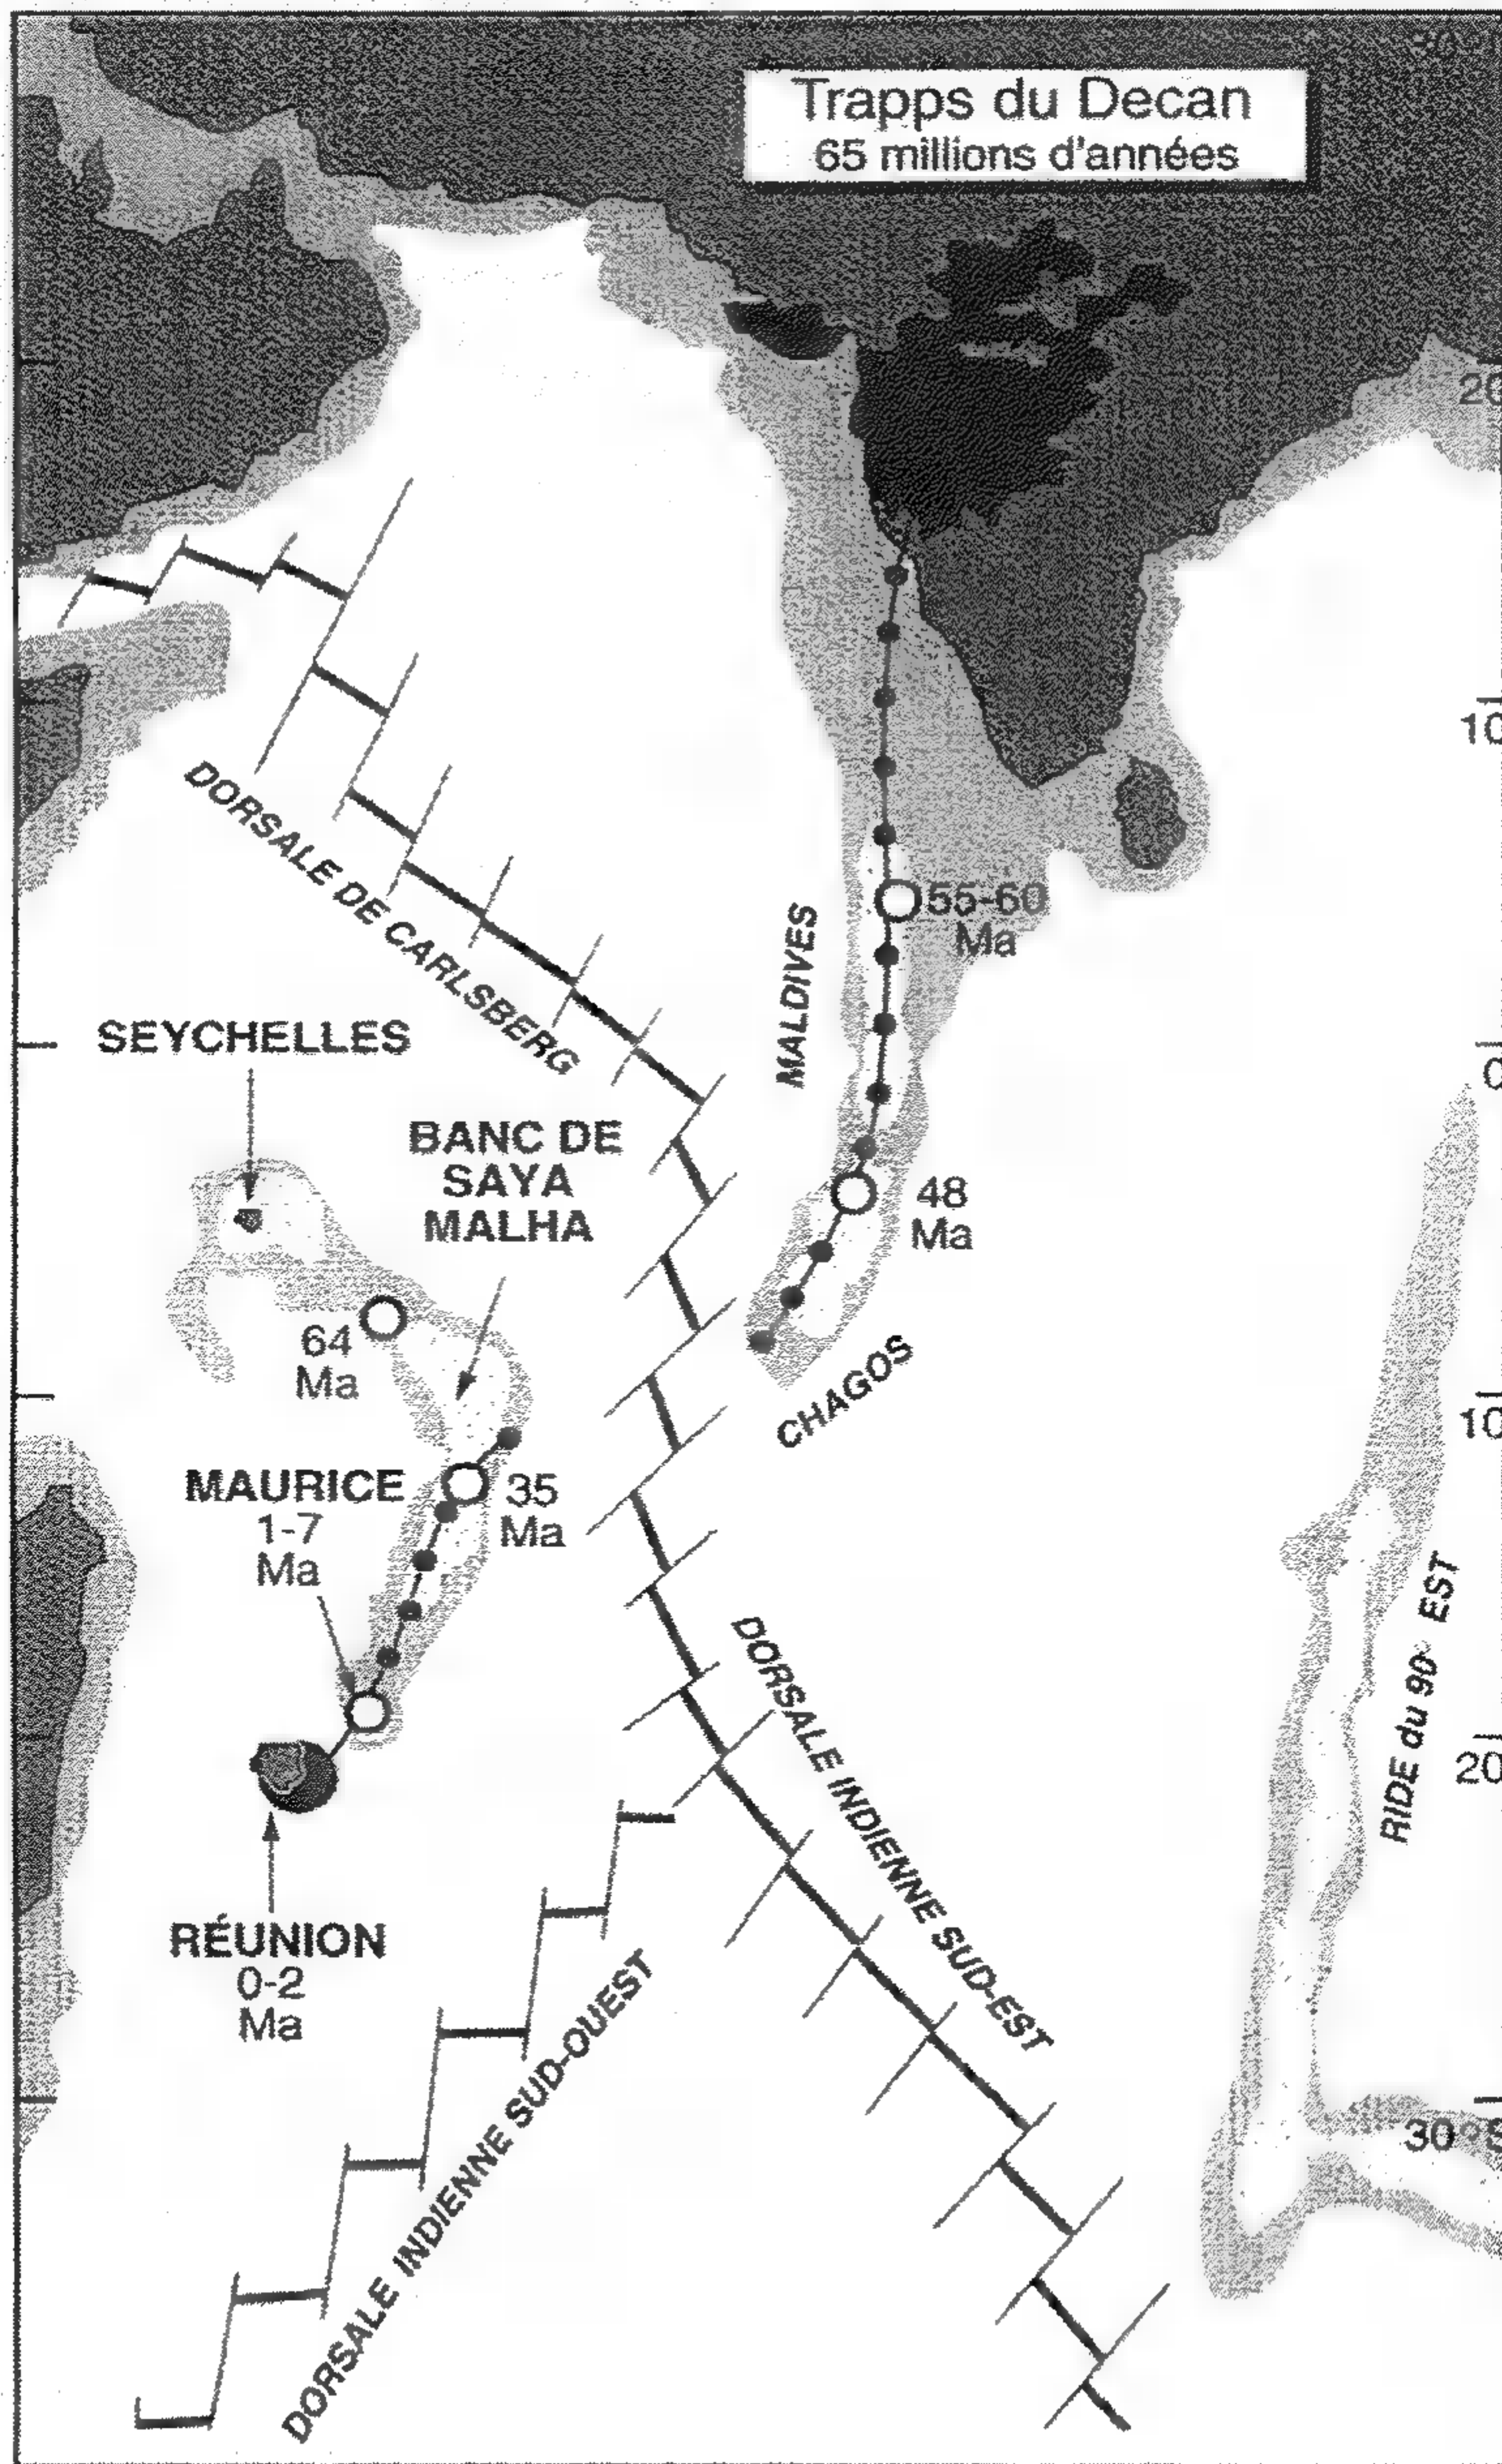 Trapps du Decan
65 millions d'années
20
10
DORSALE DE CARLSBERG
MALDIVES
55-60
Ma
SEYCHELLES
0
BANC DE
SAYA
MALHA
48
Ma
64
Ma
CHAGOS
10
MAURICE
1-7
Ma
35
Ma
RIDE du 90° EST
DORSALE INDIENNE SUD-EST
20
RÉUNION
0-2
Ma
DORSALE INDIENNE SUD-OUEST
30°S